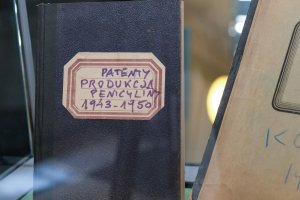 PATENTY
PRODUKCJA
PENICYLINY
1943-1950